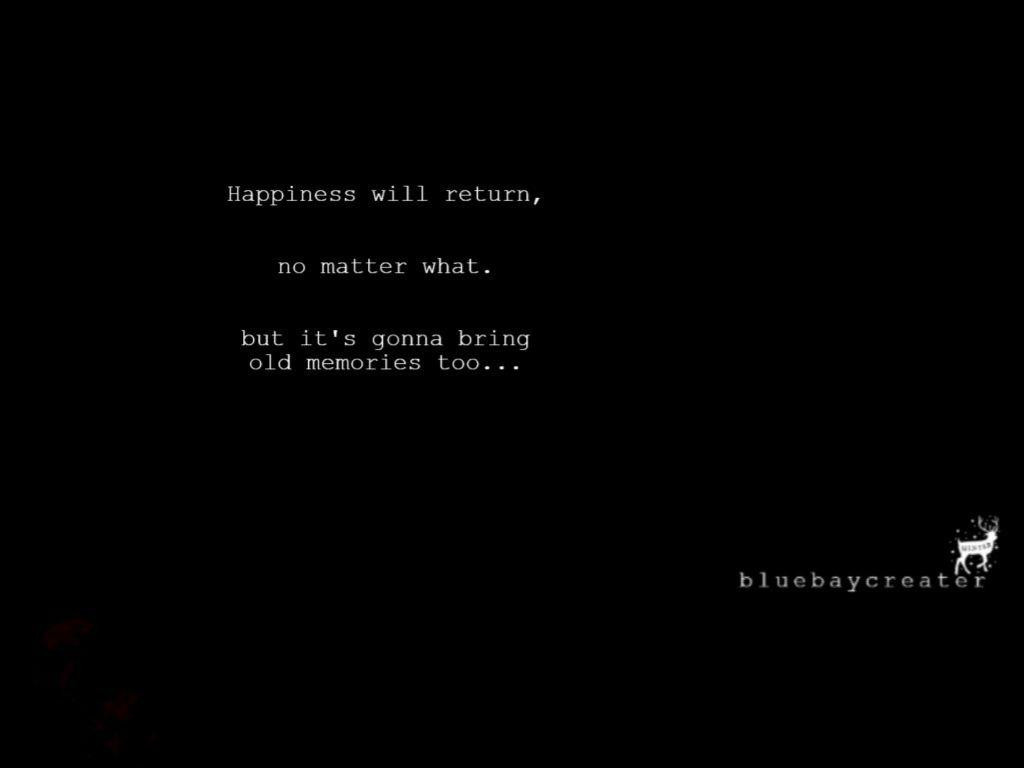 Happiness will return,
no matter what.
but it's gonna bring
old memories too...
WINTER
bluebaycreater